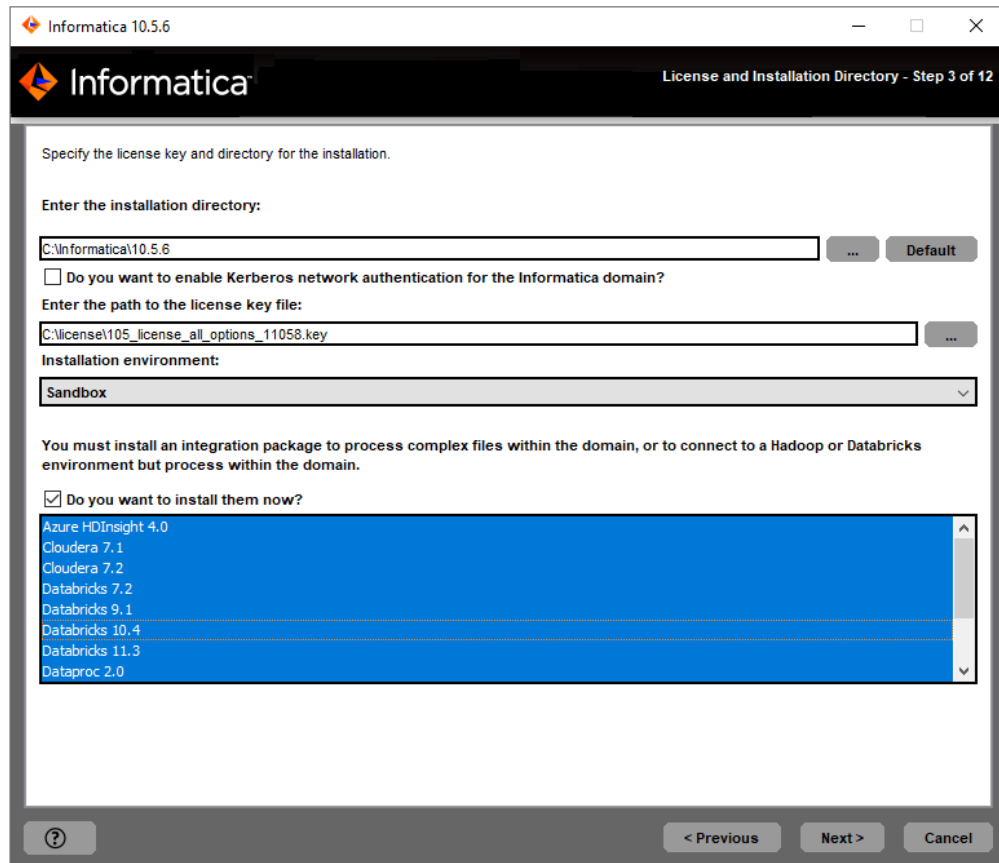 Informatica 10.5.6
Informatica
License and Installation Directory - Step 3 of 12
Specify the license key and directory for the installation.
Enter the installation directory:
C:\Informatica\10.5.6
...
Default
Do you want to enable Kerberos network authentication for the Informatica domain?
Enter the path to the license key file:
C:\license\105_license_all_options_11058.key
...
Installation environment:
Sandbox
You must install an integration package to process complex files within the domain, or to connect to a Hadoop or Databricks
environment but process within the domain.
Do you want to install them now?
Azure HDInsight 4.0
Cloudera 7.1
Cloudera 7.2
Databricks 7.2
Databricks 9.1
Databricks 10.4
Databricks 11.3
Dataproc 2.0
?
< Previous
Next >
Cancel